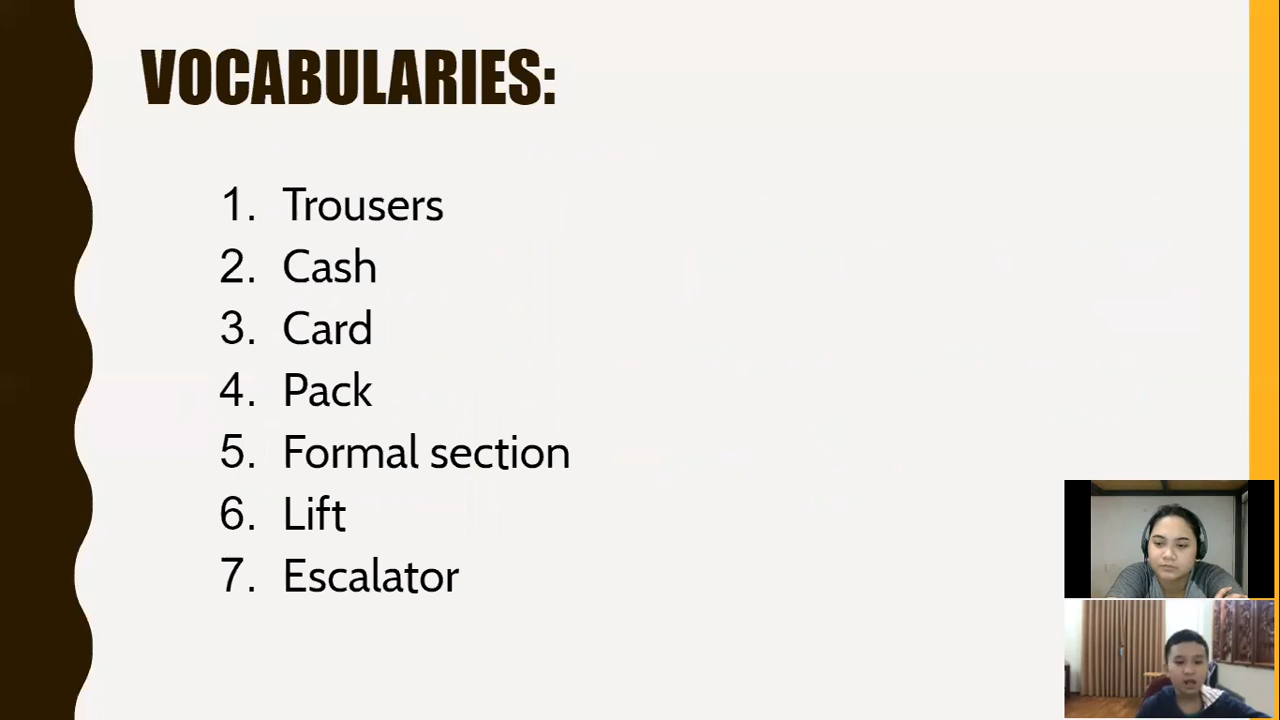 VOCABULARIES:
1. Trousers
2. Cash
3. Card
4. Pack
5. Formal section
6. Lift
7. Escalator